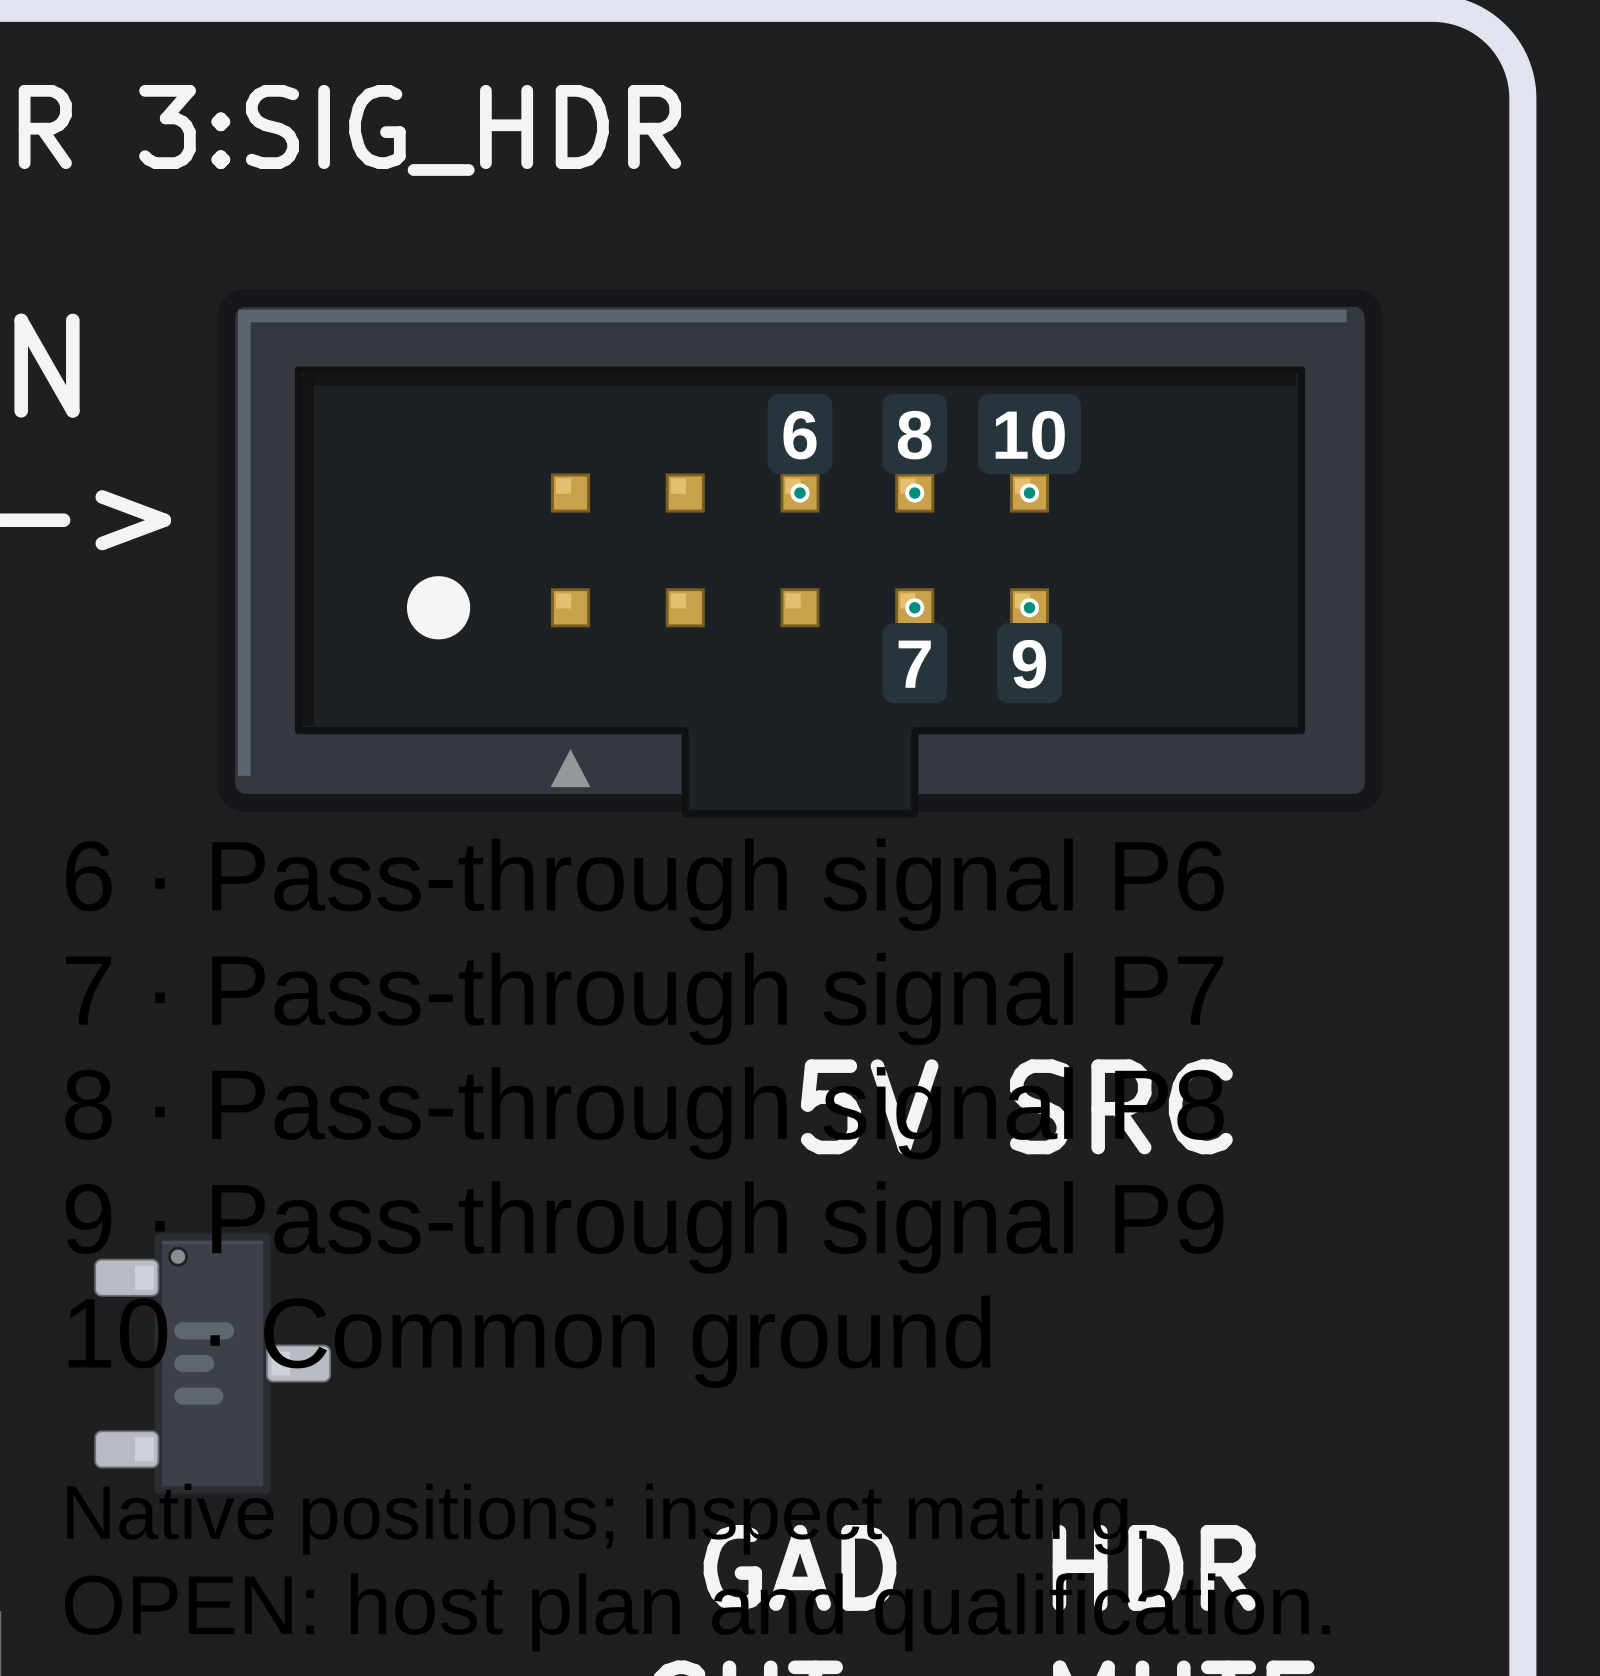 R 3:SIG_HDR
N
->
6 8 10
7 9
6 · Pass-through signal P6
7 · Pass-through signal P7
8 · Pass-through signal P8
5V SRC
9 · Pass-through signal P9
10 · Common ground
Native positions; inspect mating.
GAD HDR
OPEN: host plan and qualification.
OUT MUTE